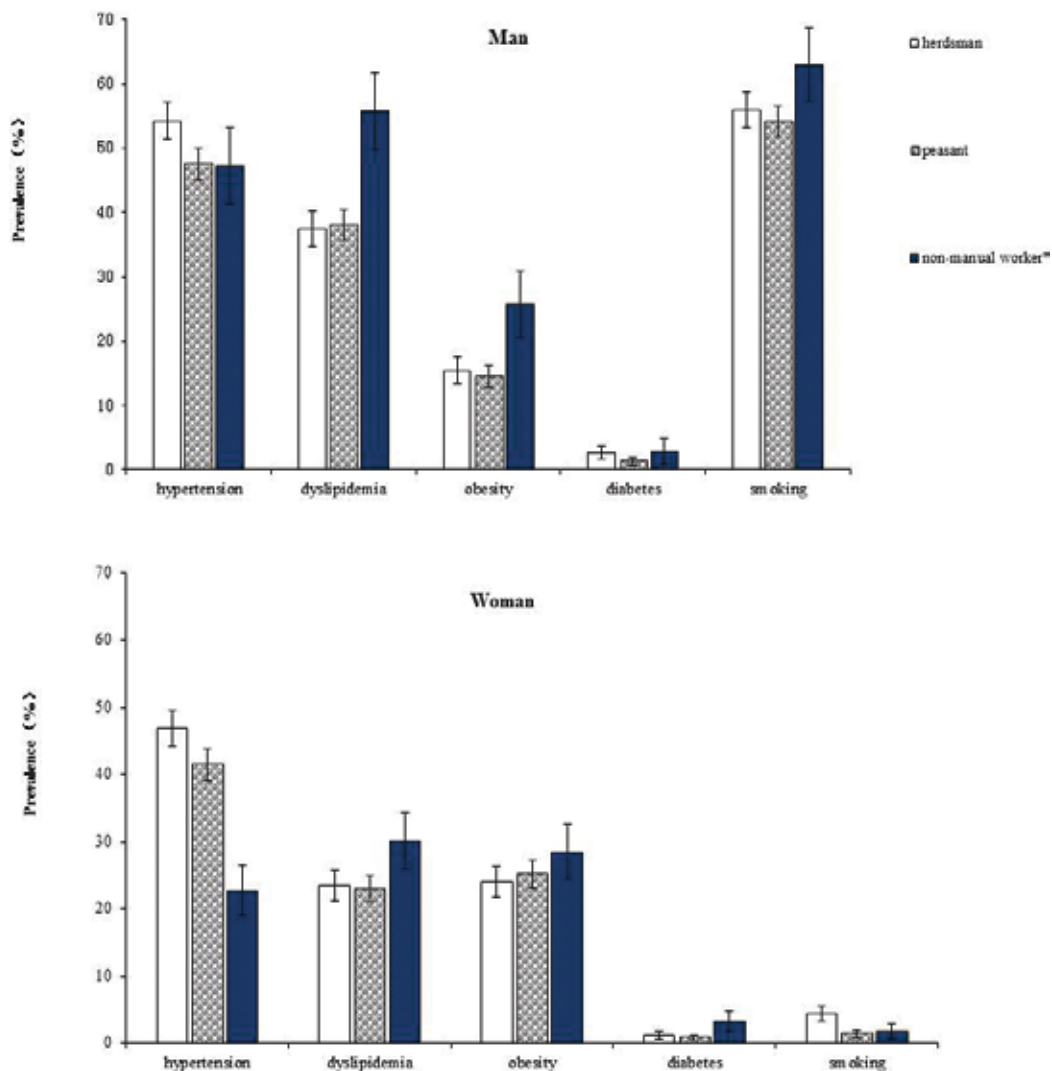 Man
Prevalence (%)
70
60
50
40
30
20
10
0
hypertension
dyslipidemia
obesity
diabetes
smoking
herdsman
peasant
non-manual worker
Woman
Prevalence (%)
70
60
50
40
30
20
10
0
hypertension
dyslipidemia
obesity
diabetes
smoking